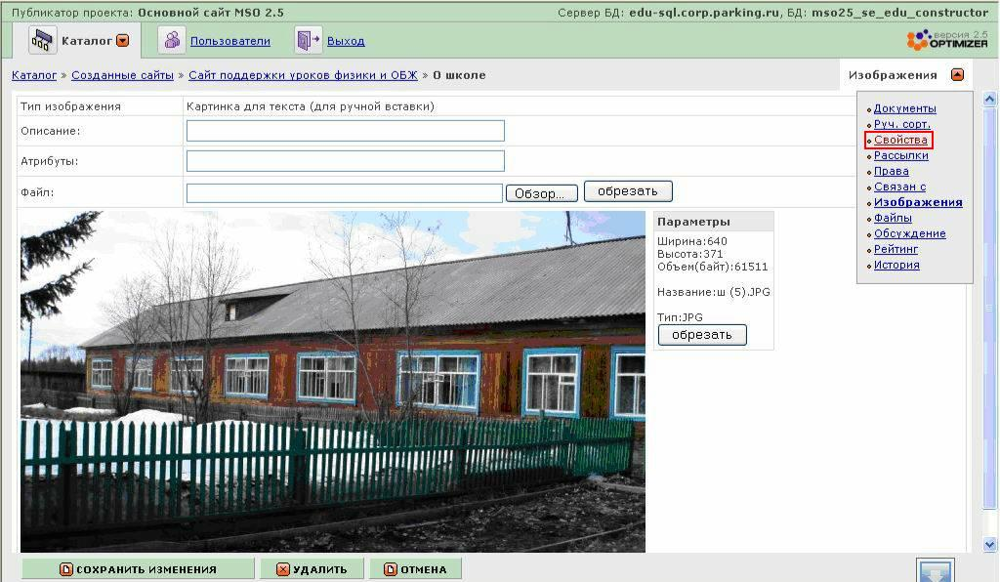 Публикатор проекта: Основной сайт MSO 2.5
Сервер БД: edu-sql.corp.parking.ru, БД: mso25_se_edu_constructor
Каталог
Пользователи
Выход
версия 2.5
OPTIMIZER
Каталог » Созданные сайты » Сайт поддержки уроков физики и ОБЖ » О школе
Изображения
Тип изображения
Картинка для текста (для ручной вставки)
Описание:
Атрибуты:
Файл:
Обзор...
обрезать
Документы
Руч. сорт.
Свойства
Рассылки
Права
Связан с
Изображения
Файлы
Обсуждение
Рейтинг
История
Параметры
Ширина:640
Высота:371
Объем(байт):61511
Название:ш (5).JPG
Тип:JPG
обрезать
СОХРАНИТЬ ИЗМЕНЕНИЯ
УДАЛИТЬ
ОТМЕНА